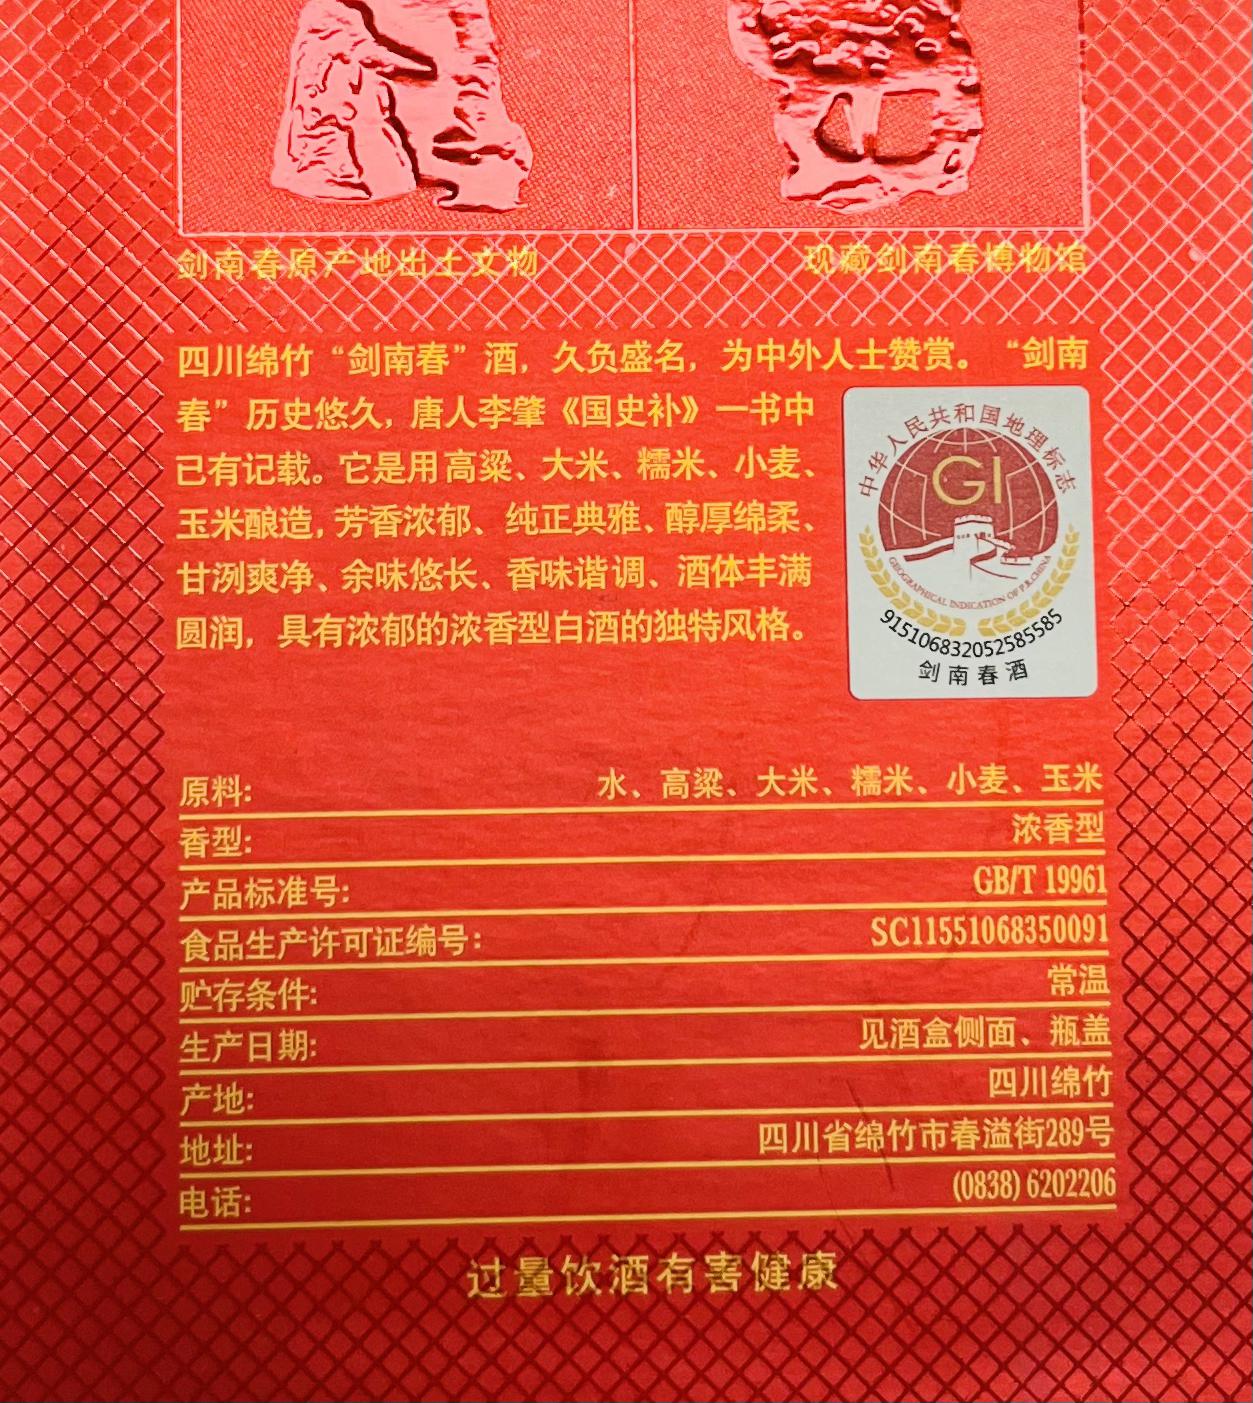 剑南春原产地出土文物
现藏剑南春博物馆
四川绵竹“剑南春”酒，久负盛名，为中外人士赞赏。“剑南
春”历史悠久，唐人李肇《国史补》一书中
已有记载。它是用高粱、大米、糯米、小麦、
玉米酿造，芳香浓郁、纯正典雅、醇厚绵柔、
甘洌爽净、余味悠长、香味谐调、酒体丰满
圆润，具有浓郁的浓香型白酒的独特风格。
中华人民共和国地理标志
GI
GEOGRAPHICAL INDICATION OF P.R.CHINA
915106832052585585
剑南春酒
原料: 水、高粱、大米、糯米、小麦、玉米
香型: 浓香型
产品标准号: GB/T 19961
食品生产许可证编号: SC11551068350091
贮存条件: 常温
生产日期: 见酒盒侧面、瓶盖
产地: 四川绵竹
地址: 四川省绵竹市春溢街289号
电话: (0838) 6202206
过量饮酒有害健康